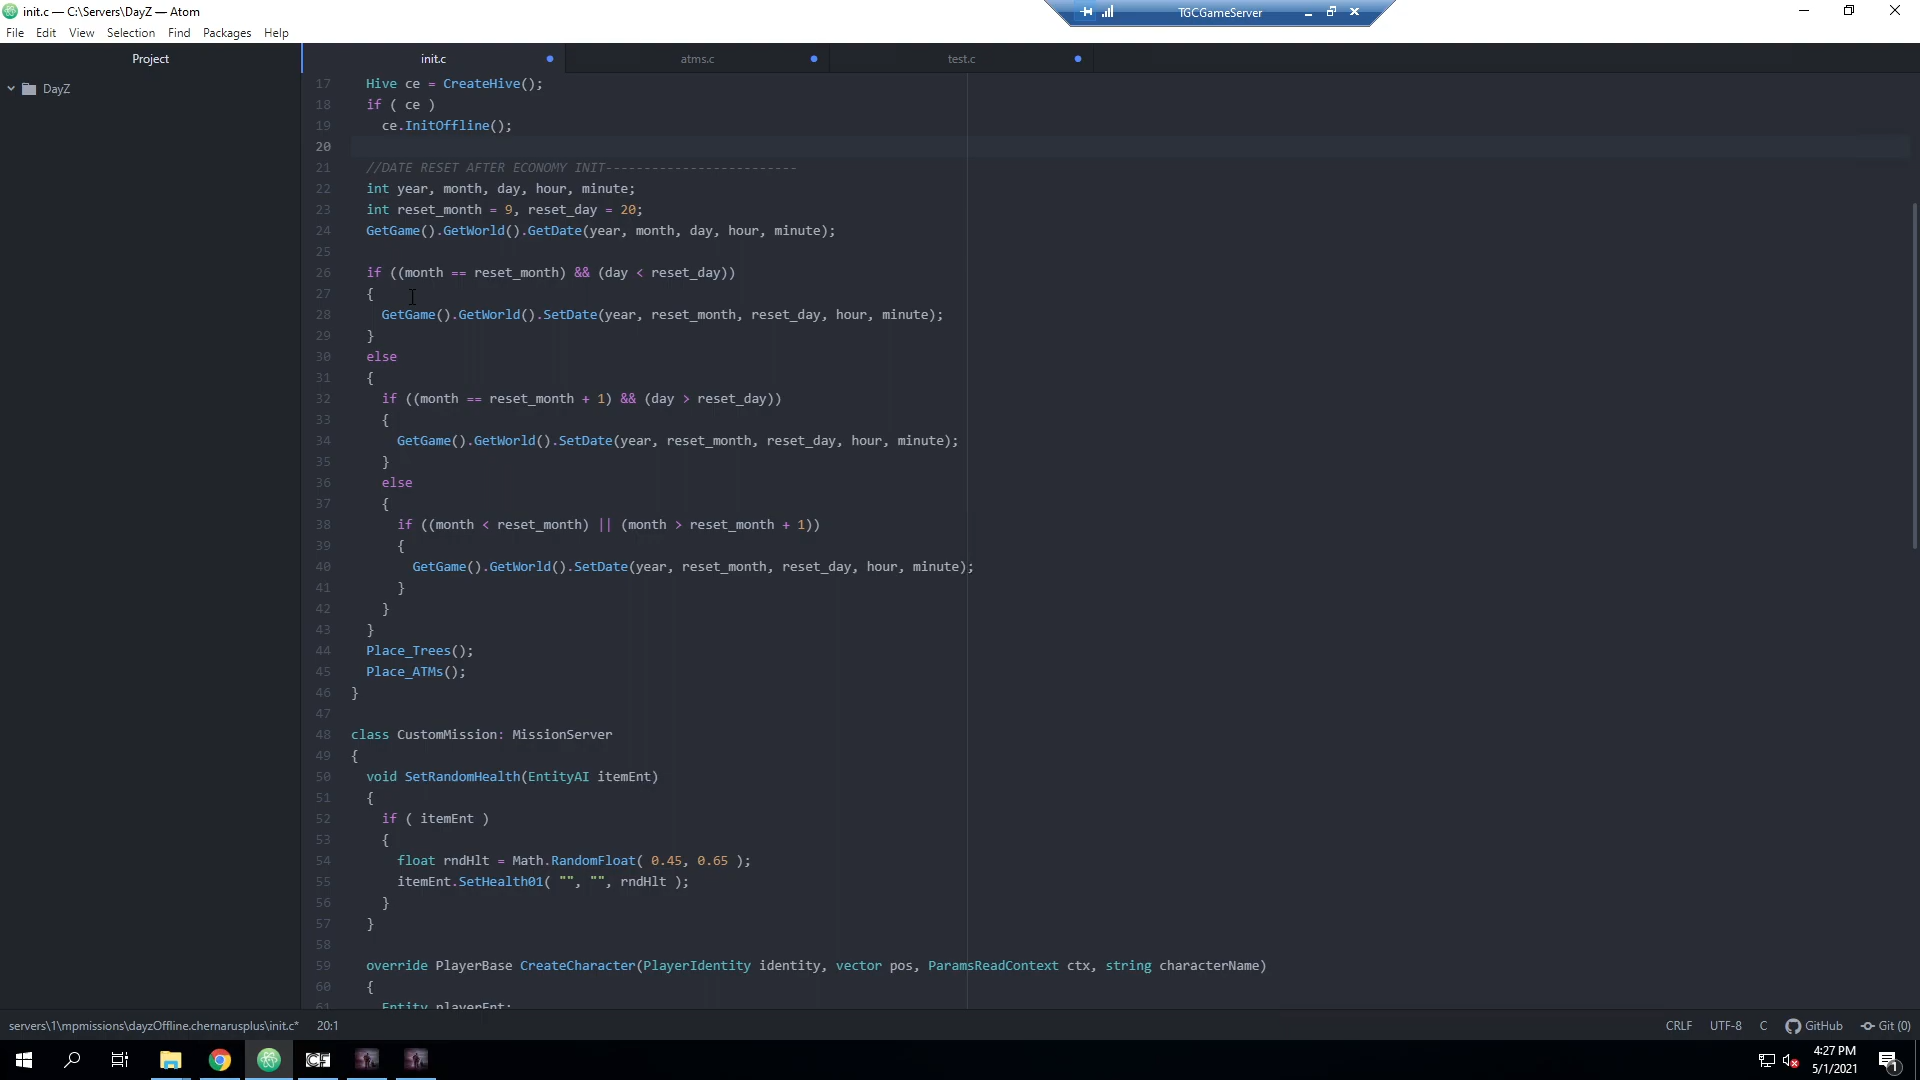 init.c — C:\Servers\DayZ — Atom
TGCGameServer
File Edit View Selection Find Packages Help
Project
init.c
atms.c
test.c
DayZ
17 Hive ce = CreateHive();
18 if ( ce )
19 ce.InitOffline();
20
21 //DATE RESET AFTER ECONOMY INIT-------------------------
22 int year, month, day, hour, minute;
23 int reset_month = 9, reset_day = 20;
24 GetGame().GetWorld().GetDate(year, month, day, hour, minute);
25
26 if ((month == reset_month) && (day < reset_day))
27 {
28 GetGame().GetWorld().SetDate(year, reset_month, reset_day, hour, minute);
29 }
30 else
31 {
32 if ((month == reset_month + 1) && (day > reset_day))
33 {
34 GetGame().GetWorld().SetDate(year, reset_month, reset_day, hour, minute);
35 }
36 else
37 {
38 if ((month < reset_month) || (month > reset_month + 1))
39 {
40 GetGame().GetWorld().SetDate(year, reset_month, reset_day, hour, minute);
41 }
42 }
43 }
44 Place_Trees();
45 Place_ATMs();
46 }
47
48 class CustomMission: MissionServer
49 {
50 void SetRandomHealth(EntityAI itemEnt)
51 {
52 if ( itemEnt )
53 {
54 float rndHlt = Math.RandomFloat( 0.45, 0.65 );
55 itemEnt.SetHealth01( "", "", rndHlt );
56 }
57 }
58
59 override PlayerBase CreateCharacter(PlayerIdentity identity, vector pos, ParamsReadContext ctx, string characterName)
60 {
61 Entity playerEnt;
servers\1\mpmissions\dayzOffline.chernarusplus\init.c* 20:1
CRLF UTF-8 C GitHub Git (0)
CF
4:27 PM
5/1/2021
1